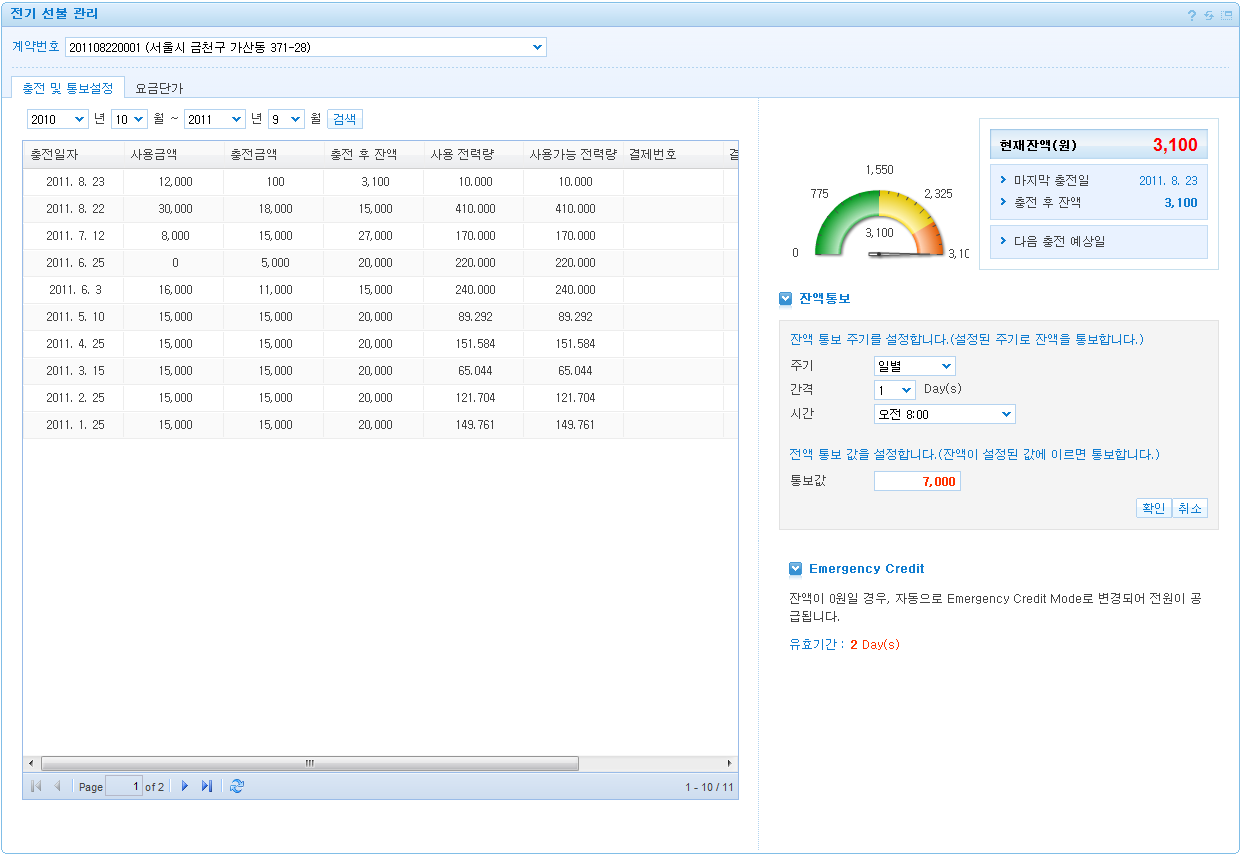 전기 선불 관리
계약번호 201108220001 (서울시 금천구 가산동 371-28)
충전 및 통보설정 요금단가
2010 년 10 월 ~ 2011 년 9 월 검색
충전일자 사용금액 충전금액 충전 후 잔액 사용 전력량 사용가능 전력량 결제번호
2011. 8. 23 12,000 100 3,100 10.000 10.000
2011. 8. 22 30,000 18,000 15,000 410.000 410.000
2011. 7. 12 8,000 15,000 27,000 170.000 170.000
2011. 6. 25 0 5,000 20,000 220.000 220.000
2011. 6. 3 16,000 11,000 15,000 240.000 240.000
2011. 5. 10 15,000 15,000 20,000 89.292 89.292
2011. 4. 25 15,000 15,000 20,000 151.584 151.584
2011. 3. 15 15,000 15,000 20,000 65.044 65.044
2011. 2. 25 15,000 15,000 20,000 121.704 121.704
2011. 1. 25 15,000 15,000 20,000 149.761 149.761
Page 1 of 2
1 - 10 / 11
1,550
775
2,325
3,100
0
3,10
현재잔액(원) 3,100
마지막 충전일 2011. 8. 23
충전 후 잔액 3,100
다음 충전 예상일
잔액통보
잔액 통보 주기를 설정합니다.(설정된 주기로 잔액을 통보합니다.)
주기 일별
간격 1 Day(s)
시간 오전 8:00
전액 통보 값을 설정합니다.(잔액이 설정된 값에 이르면 통보합니다.)
통보값 7,000
확인 취소
Emergency Credit
잔액이 0원일 경우, 자동으로 Emergency Credit Mode로 변경되어 전원이 공
급됩니다.
유효기간 : 2 Day(s)